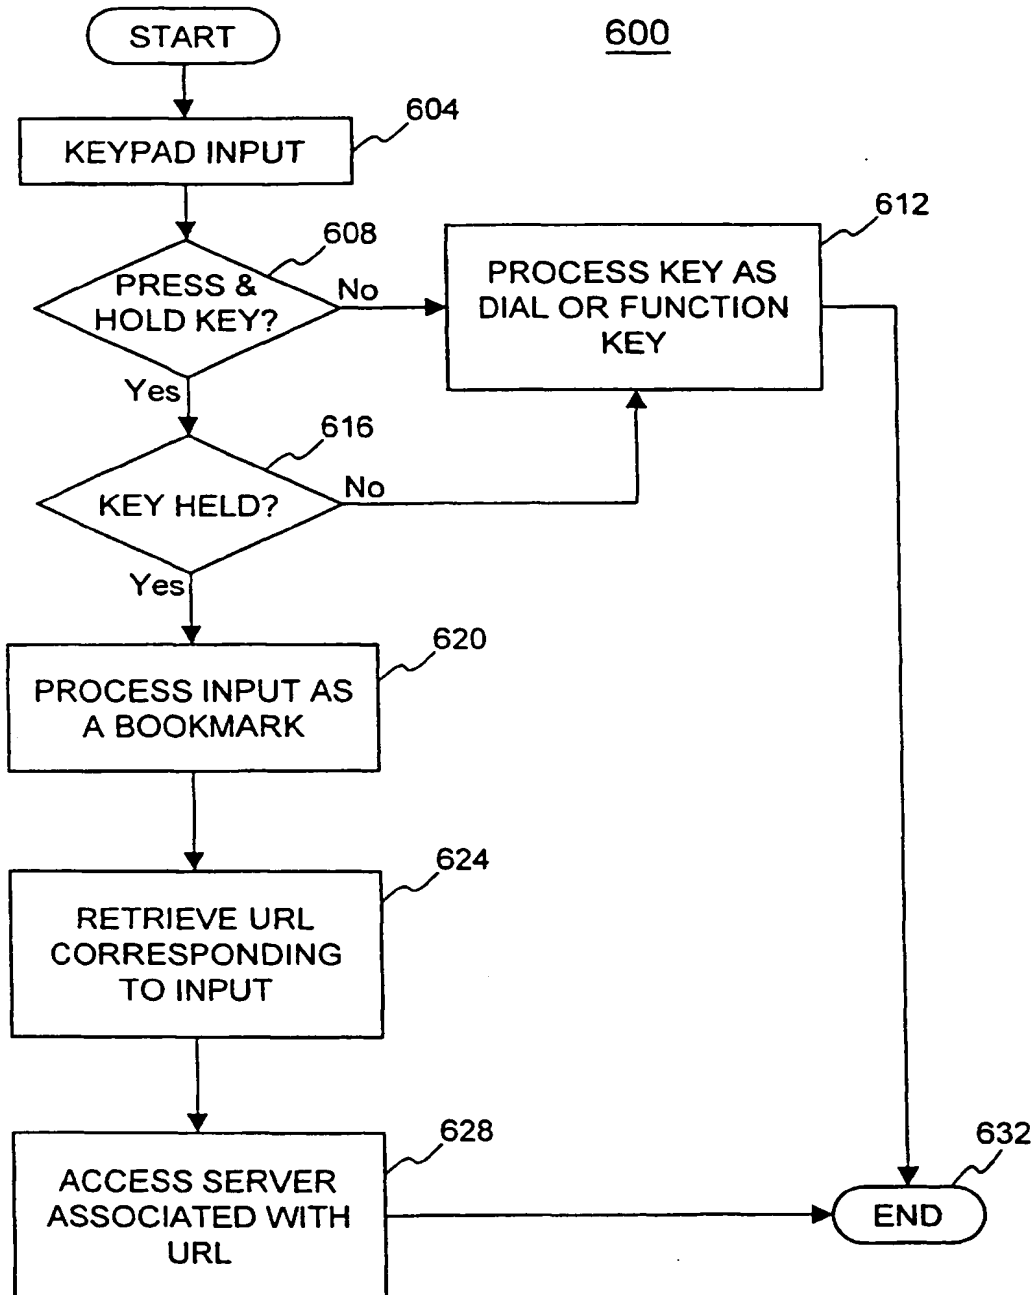 START
600
604
KEYPAD INPUT
608
612
PRESS &
HOLD KEY?
No
PROCESS KEY AS
DIAL OR FUNCTION
KEY
Yes
616
KEY HELD?
No
Yes
620
PROCESS INPUT AS
A BOOKMARK
624
RETRIEVE URL
CORRESPONDING
TO INPUT
628
ACCESS SERVER
ASSOCIATED WITH
URL
632
END